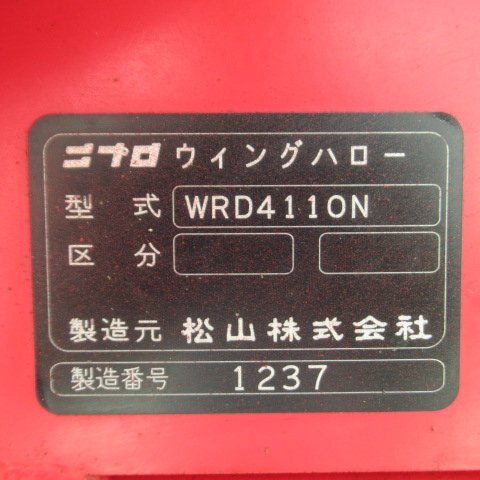 ニプロ ウィングハロー
型式 WRD4110N
区分
製造元 松山株式会社
製造番号 1237